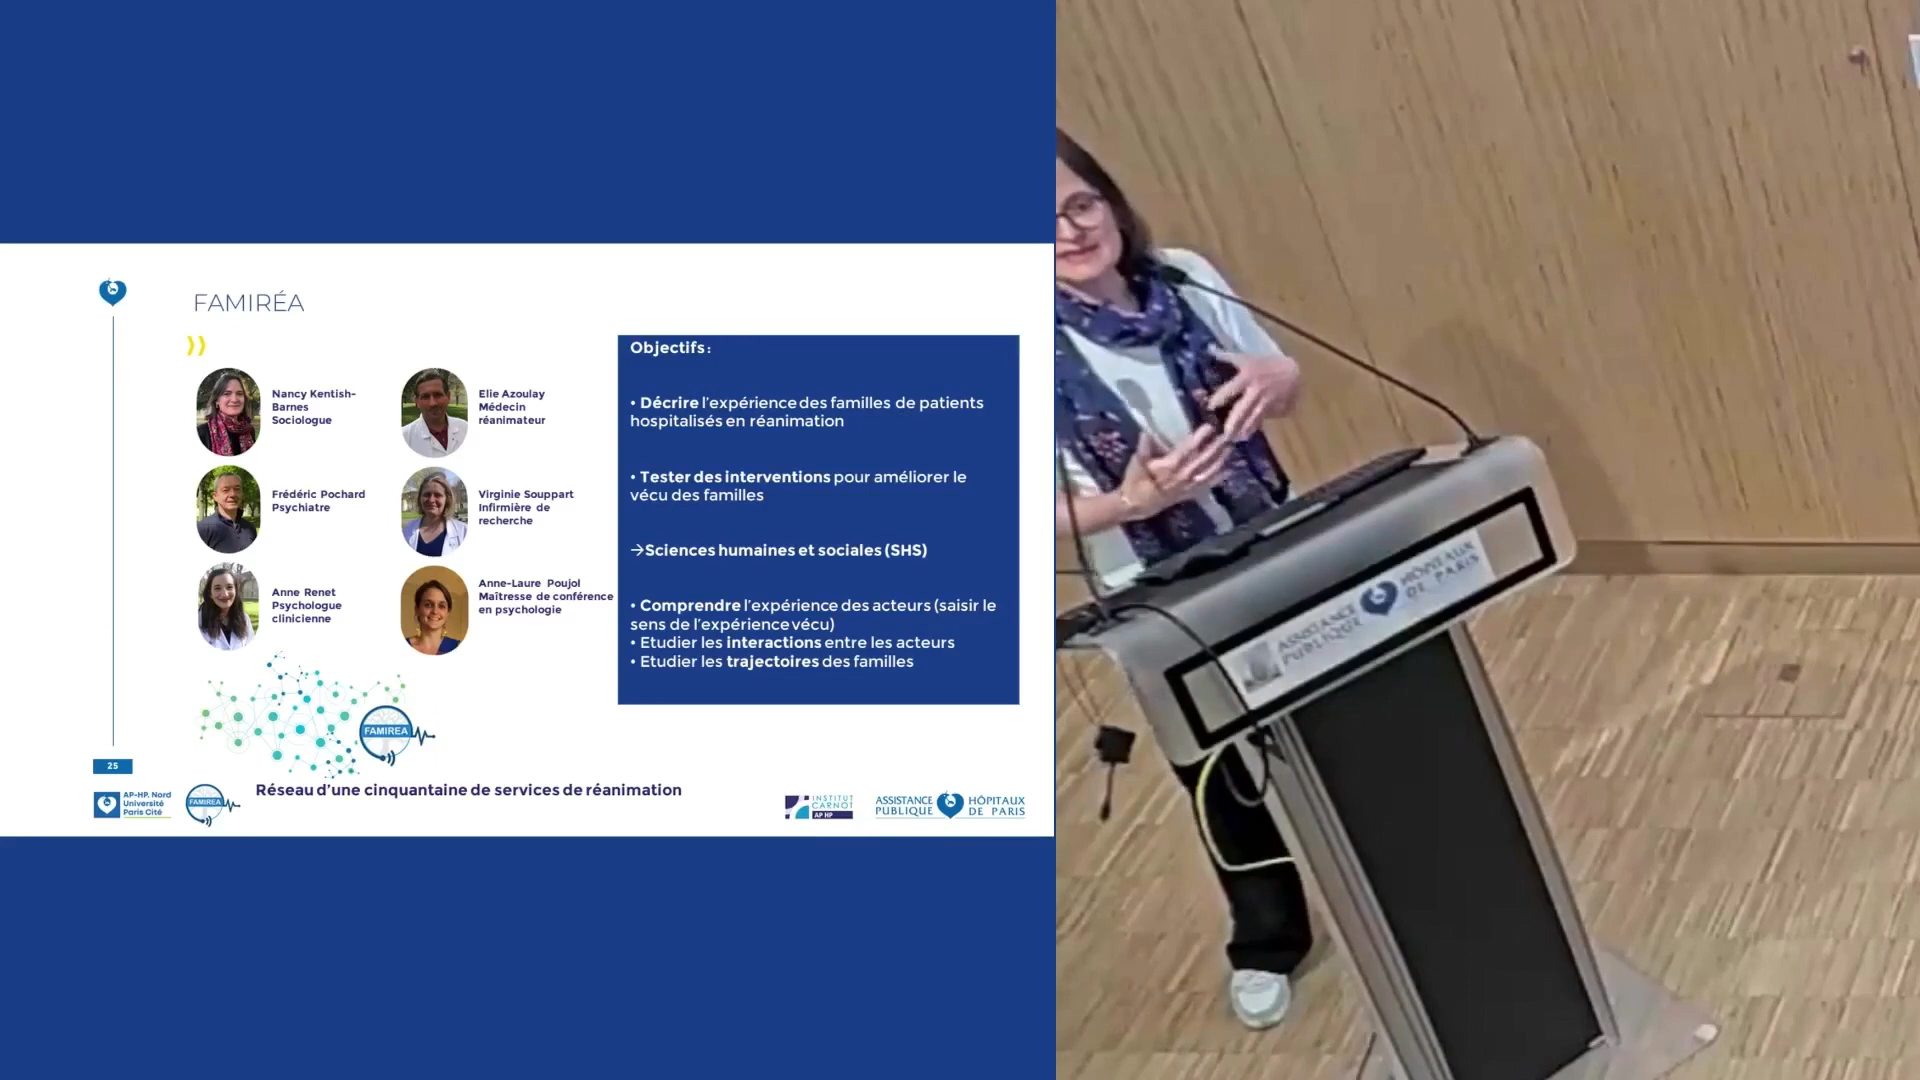 FAMIRÉA
Nancy Kentish-
Barnes
Sociologue
Elie Azoulay
Médecin
réanimateur
Frédéric Pochard
Psychiatre
Virginie Souppart
Infirmière de
recherche
Anne Renet
Psychologue
clinicienne
Anne-Laure Poujol
Maîtresse de conférence
en psychologie
FAMIREA
Objectifs :
• Décrire l'expérience des familles de patients
hospitalisés en réanimation
• Tester des interventions pour améliorer le
vécu des familles
→Sciences humaines et sociales (SHS)
• Comprendre l'expérience des acteurs (saisir le
sens de l'expérience vécu)
• Etudier les interactions entre les acteurs
• Etudier les trajectoires des familles
25
AP-HP. Nord
Université
Paris Cité
FAMIREA
Réseau d'une cinquantaine de services de réanimation
INSTITUT
CARNOT
AP HP
ASSISTANCE
PUBLIQUE
HÔPITAUX
DE PARIS
ASSISTANCE
PUBLIQUE
HÔPITAUX
DE PARIS